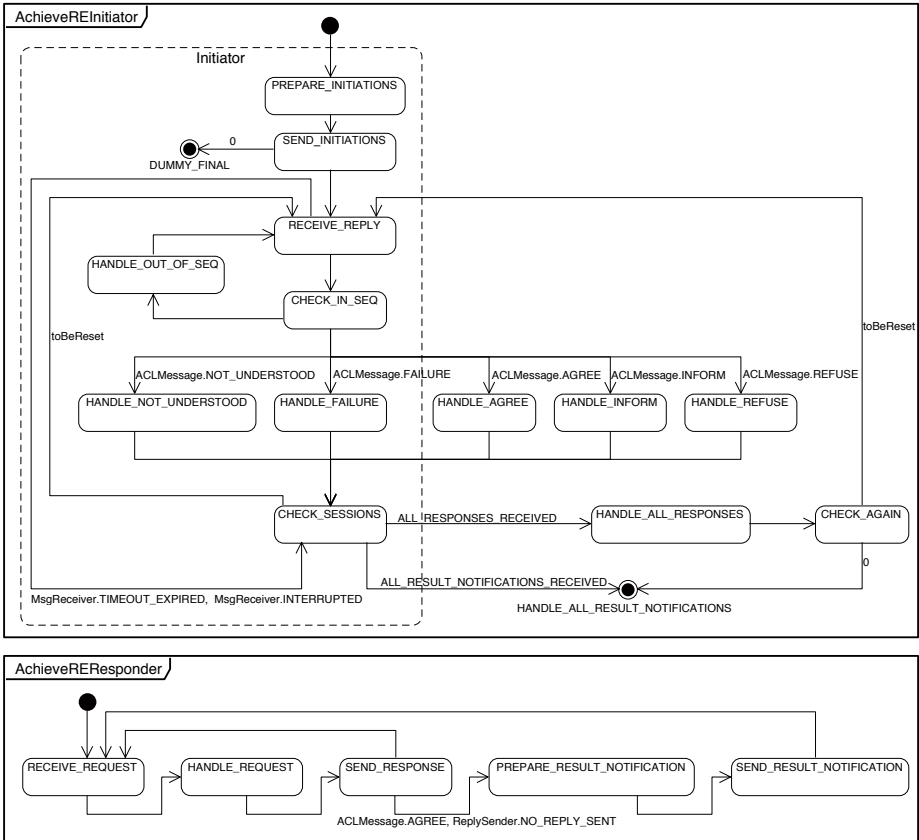 AchieveREInitiator
Initiator
PREPARE_INITIATIONS
SEND_INITIATIONS
0
DUMMY_FINAL
RECEIVE_REPLY
HANDLE_OUT_OF_SEQ
CHECK_IN_SEQ
toBeReset
toBeReset
ACLMessage.NOT_UNDERSTOOD
ACLMessage.FAILURE
ACLMessage.AGREE
ACLMessage.INFORM
ACLMessage.REFUSE
HANDLE_NOT_UNDERSTOOD
HANDLE_FAILURE
HANDLE_AGREE
HANDLE_INFORM
HANDLE_REFUSE
CHECK_SESSIONS
ALL_RESPONSES_RECEIVED
HANDLE_ALL_RESPONSES
CHECK_AGAIN
0
ALL_RESULT_NOTIFICATIONS_RECEIVED
MsgReceiver.TIMEOUT_EXPIRED, MsgReceiver.INTERRUPTED
HANDLE_ALL_RESULT_NOTIFICATIONS
AchieveREResponder
RECEIVE_REQUEST
HANDLE_REQUEST
SEND_RESPONSE
PREPARE_RESULT_NOTIFICATION
SEND_RESULT_NOTIFICATION
ACLMessage.AGREE, ReplySender.NO_REPLY_SENT